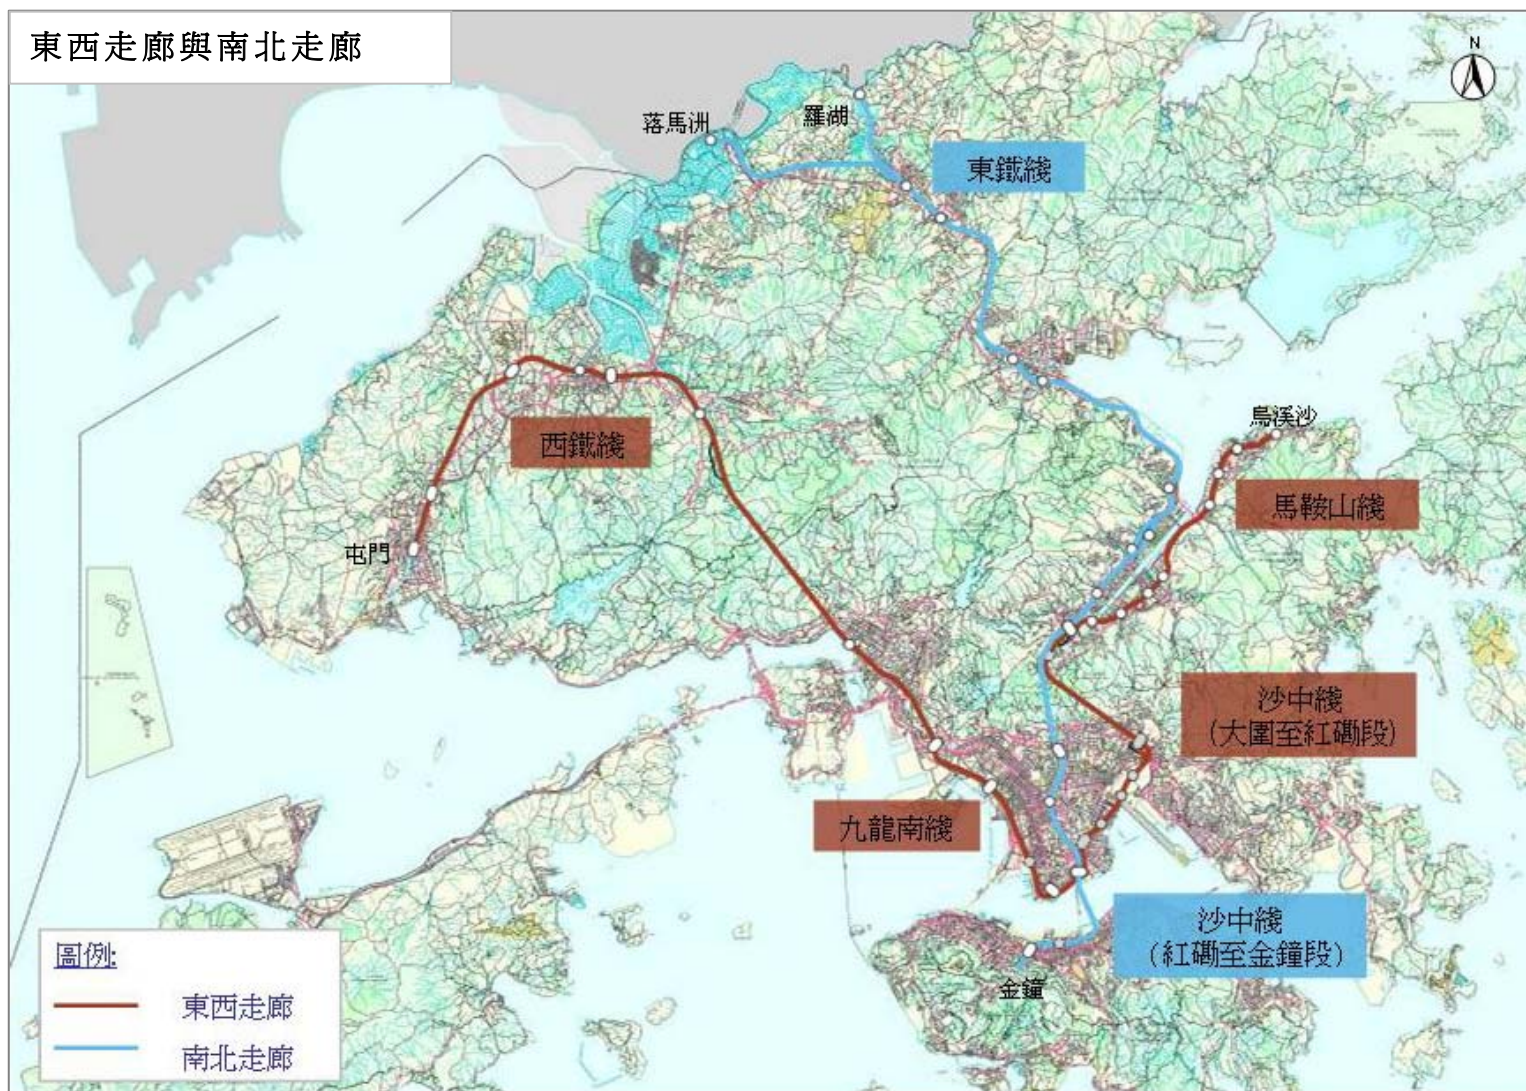 東西走廊與南北走廊
N
落馬洲
羅湖
東鐵綫
西鐵綫
烏溪沙
馬鞍山綫
屯門
沙中綫
(大圍至紅磡段)
九龍南綫
沙中綫
(紅磡至金鐘段)
金鐘
圖例:
東西走廊
南北走廊